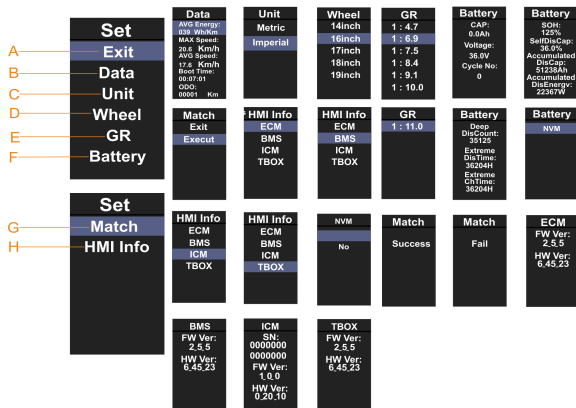 Set
A Exit
B Data
C Unit
D Wheel
E GR
F Battery
Data
AVG Energy:
039 Wh/Km
MAX Speed:
20.6 Km/h
AVG Speed:
17.6 Km/h
Boot Time:
00:07:01
ODO:
00001 Km
Unit
Metric
Imperial
Wheel
14inch
16inch
17inch
18inch
19inch
GR
1 : 4.7
1 : 6.9
1 : 7.5
1 : 8.4
1 : 9.1
1 : 10.0
Battery
CAP:
0.0Ah
Voltage:
36.0V
Cycle No:
0
Battery
SOH:
125%
SelfDisCap:
36.0%
Accumulated
DisCap:
51238Ah
Accumulated
DisEnergy:
22367W
Match
Exit
Execut
HMI Info
ECM
BMS
ICM
TBOX
HMI Info
ECM
BMS
ICM
TBOX
GR
1 : 11.0
Battery
Deep
DisCount:
35125
Extreme
DisTime:
36204H
Extreme
ChTime:
36204H
Battery
NVM
Set
G Match
H HMI Info
HMI Info
ECM
BMS
ICM
TBOX
HMI Info
ECM
BMS
ICM
TBOX
NVM
No
Match
Success
Match
Fail
ECM
FW Ver:
2,5,5
HW Ver:
6,45,23
BMS
FW Ver:
2,5,5
HW Ver:
6,45,23
ICM
SN:
0000000
0000000
FW Ver:
1,0,0
HW Ver:
0,20,10
TBOX
FW Ver:
2,5,5
HW Ver:
6,45,23